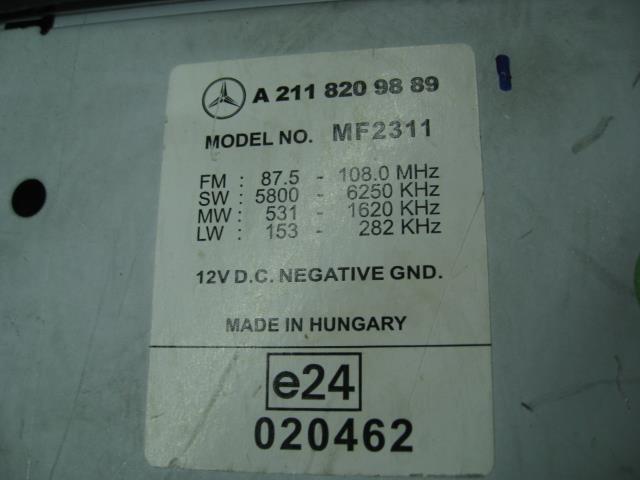 A 211 820 98 89
MODEL NO. MF2311
FM : 87.5 - 108.0 MHz
SW : 5800 - 6250 KHz
MW : 531 - 1620 KHz
LW : 153 - 282 KHz
12V D.C. NEGATIVE GND.
MADE IN HUNGARY
e24
020462